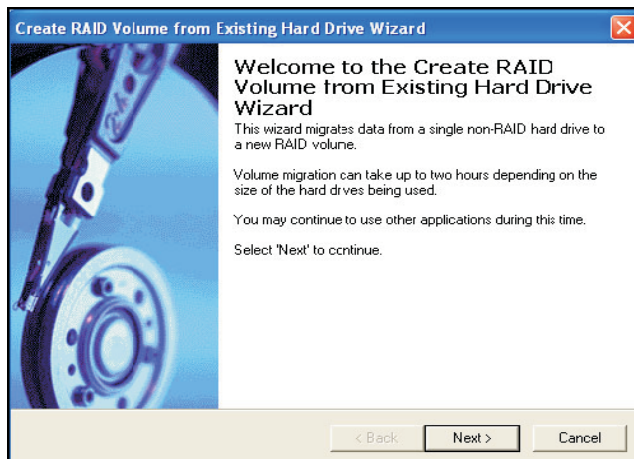 Create RAID Volume from Existing Hard Drive Wizard
Welcome to the Create RAID
Volume from Existing Hard Drive
Wizard
This wizard migrates data from a single non-RAID hard drive to
a new RAID volume.
Volume migration can take up to two hours depending on the
size of the hard drives being used.
You may continue to use other applications during this time.
Select 'Next' to continue.
< Back
Next >
Cancel